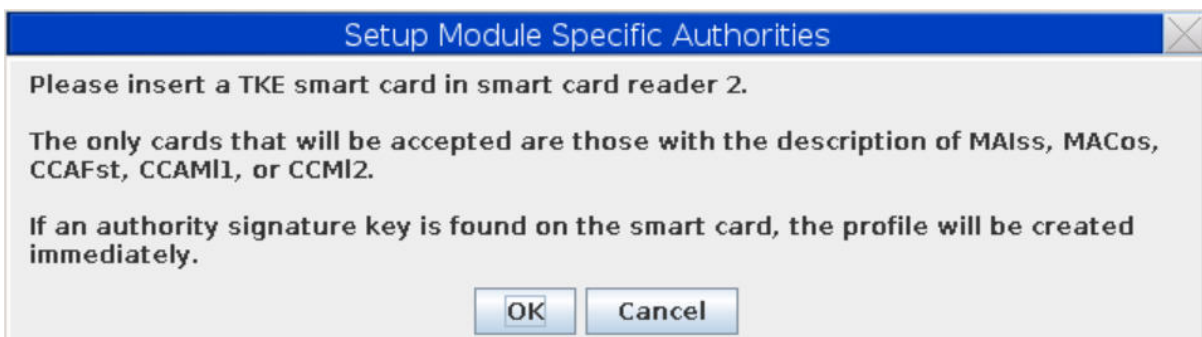 Setup Module Specific Authorities
Please insert a TKE smart card in smart card reader 2.
The only cards that will be accepted are those with the description of MAIss, MACos,
CCAFst, CCAMl1, or CCMl2.
If an authority signature key is found on the smart card, the profile will be created
immediately.
OK Cancel